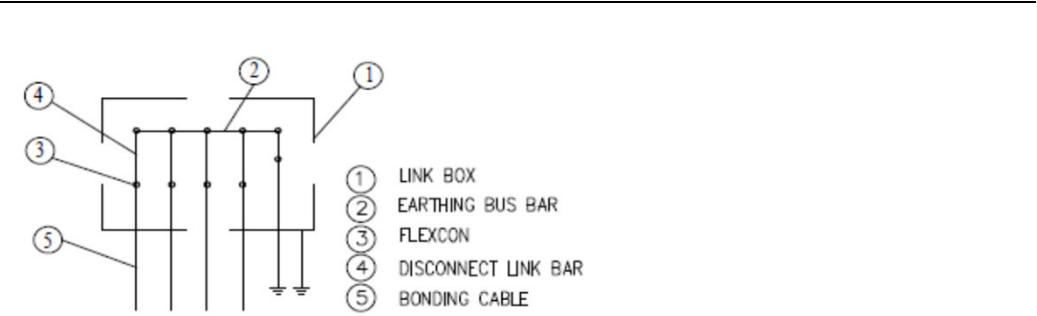 2
1
4
3
5
1 LINK BOX
2 EARTHING BUS BAR
3 FLEXCON
4 DISCONNECT LINK BAR
5 BONDING CABLE